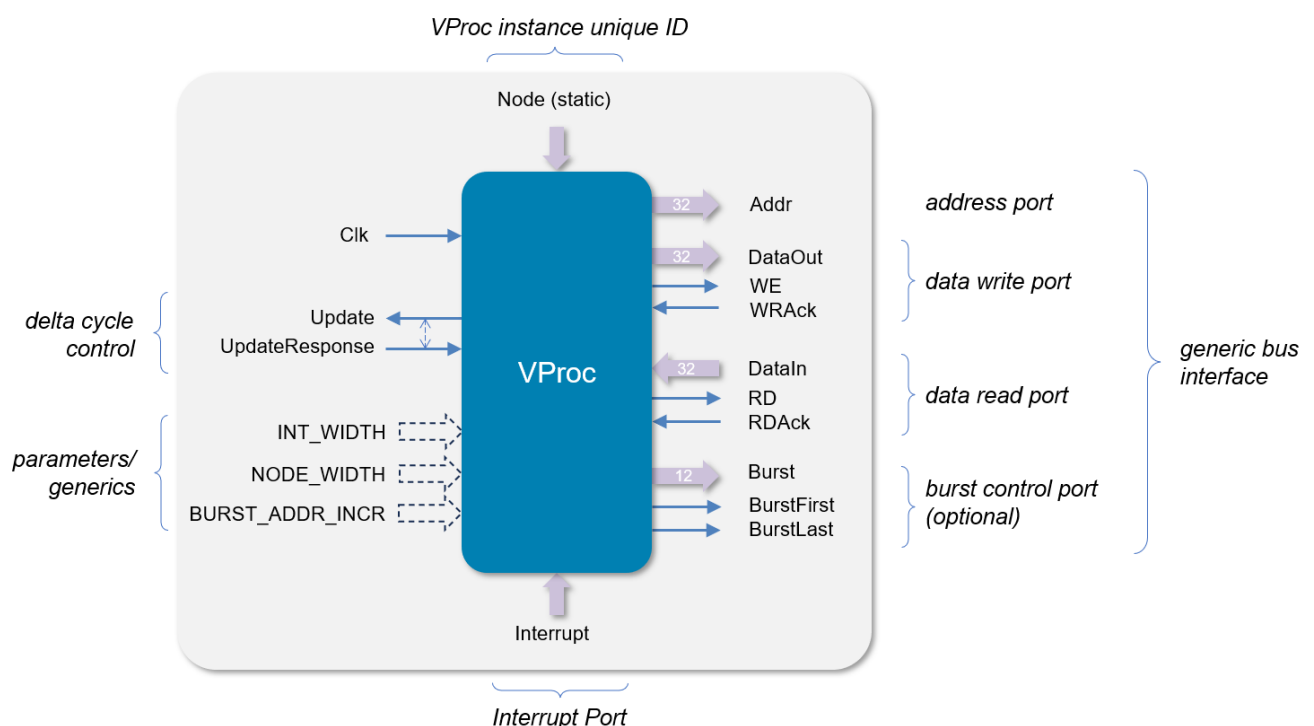 VProc instance unique ID
Node (static)
Clk
Update
UpdateResponse
delta cycle
control
INT_WIDTH
NODE_WIDTH
BURST_ADDR_INCR
parameters/
generics
VProc
32
Addr
address port
32
DataOut
WE
WRAck
data write port
32
DataIn
RD
RDAck
data read port
12
Burst
BurstFirst
BurstLast
burst control port
(optional)
generic bus
interface
Interrupt
Interrupt Port